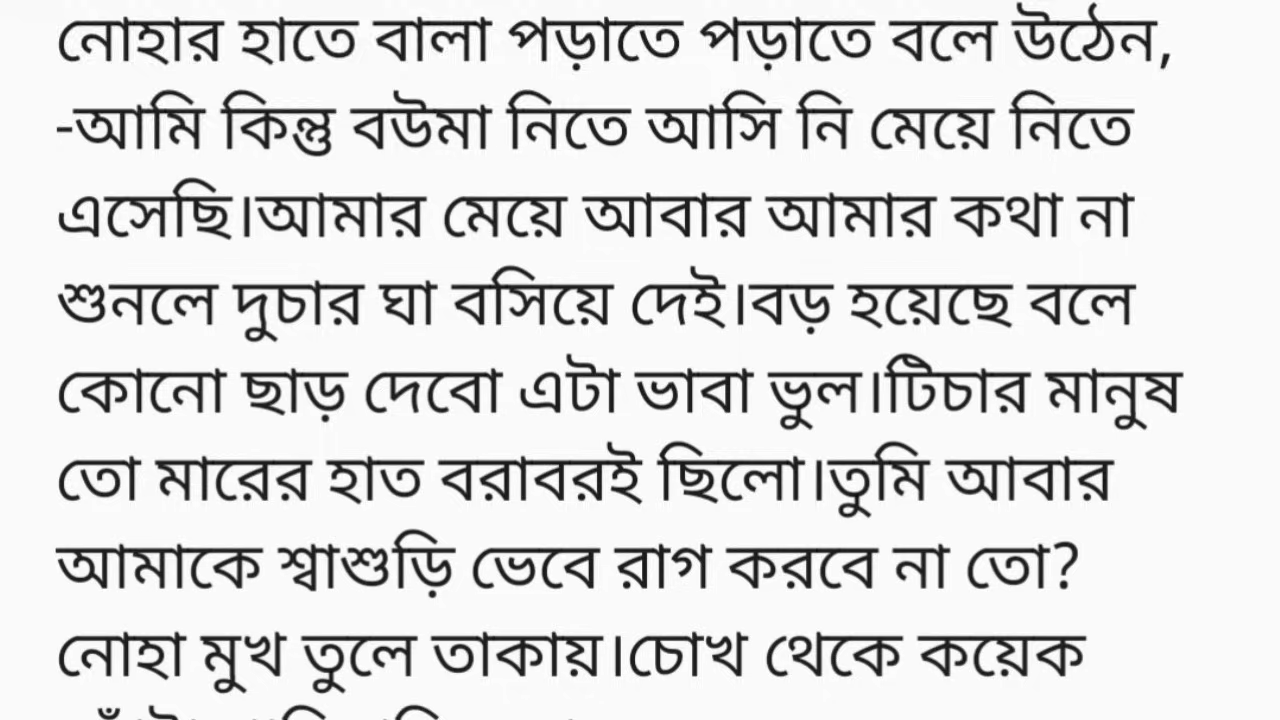 নোহার হাতে বালা পড়াতে পড়াতে বলে উঠেন,
-আমি কিন্তু বউমা নিতে আসি নি মেয়ে নিতে
এসেছি।আমার মেয়ে আবার আমার কথা না
শুনলে দুচার ঘা বসিয়ে দেই।বড় হয়েছে বলে
কোনো ছাড় দেবো এটা ভাবা ভুল।টিচার মানুষ
তো মারের হাত বরাবরই ছিলো।তুমি আবার
আমাকে শ্বাশুড়ি ভেবে রাগ করবে না তো?
নোহা মুখ তুলে তাকায়।চোখ থেকে কয়েক